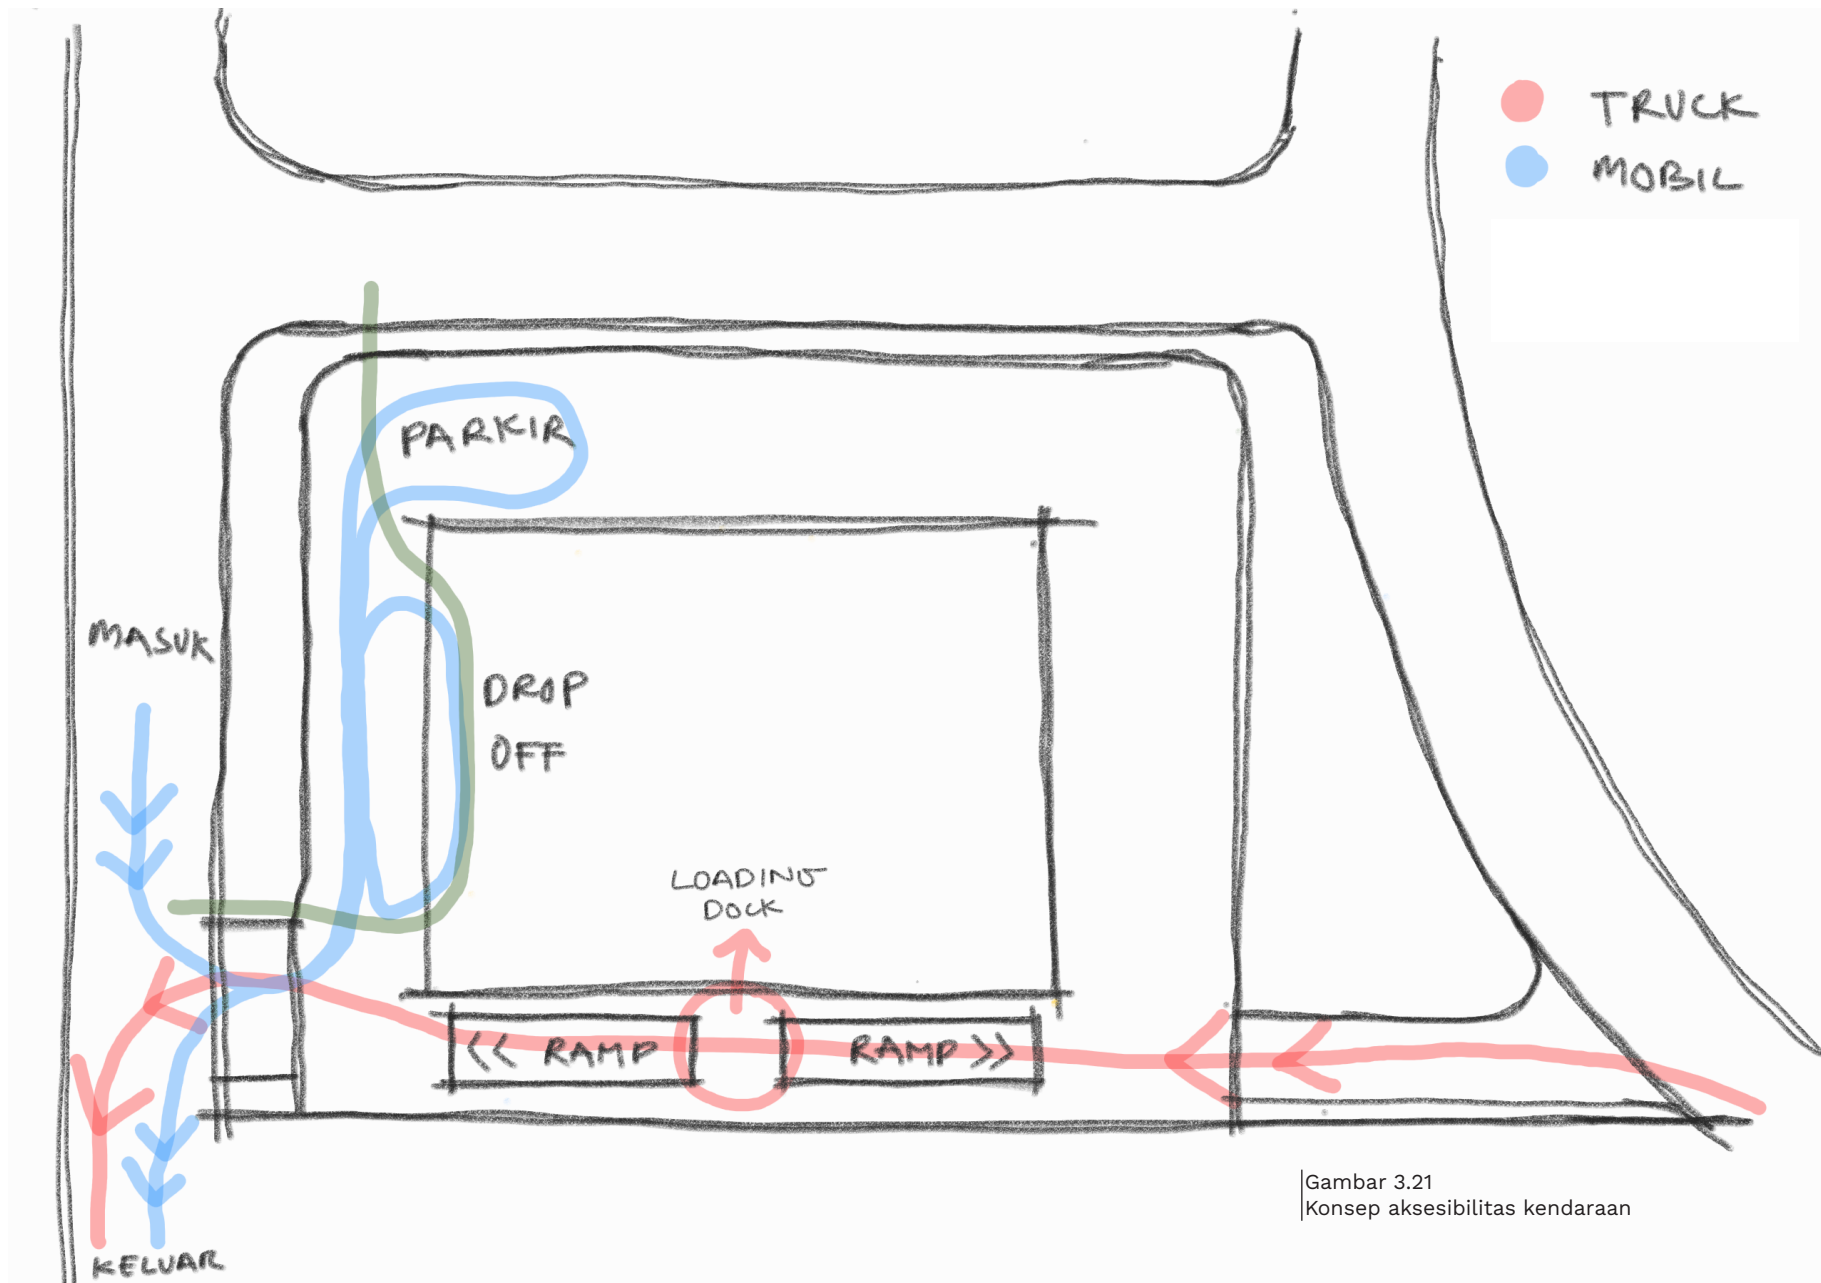 TRUCK
MOBIL
PARKIR
MASUK
DROP
OFF
LOADING
DOCK
<< RAMP
RAMP >>
KELUAR
Gambar 3.21
Konsep aksesibilitas kendaraan